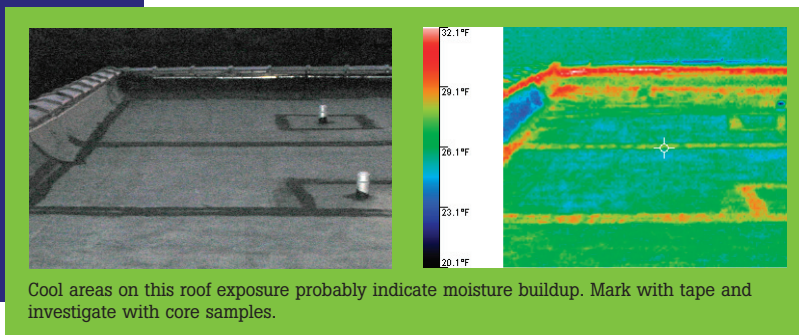 32.1°F
29.1°F
26.1°F
23.1°F
20.1°F
Cool areas on this roof exposure probably indicate moisture buildup. Mark with tape and
investigate with core samples.